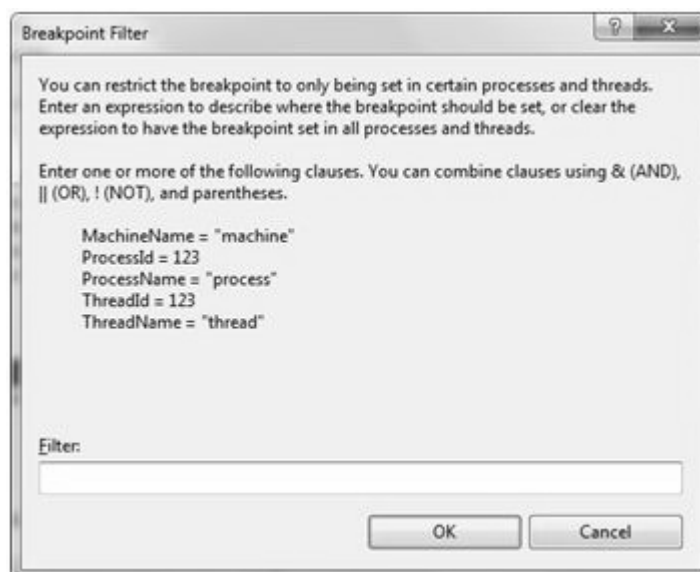 Breakpoint Filter
?
You can restrict the breakpoint to only being set in certain processes and threads.
Enter an expression to describe where the breakpoint should be set, or clear the
expression to have the breakpoint set in all processes and threads.
Enter one or more of the following clauses. You can combine clauses using & (AND),
|| (OR), ! (NOT), and parentheses.
MachineName = "machine"
ProcessId = 123
ProcessName = "process"
ThreadId = 123
ThreadName = "thread"
Filter:
OK
Cancel